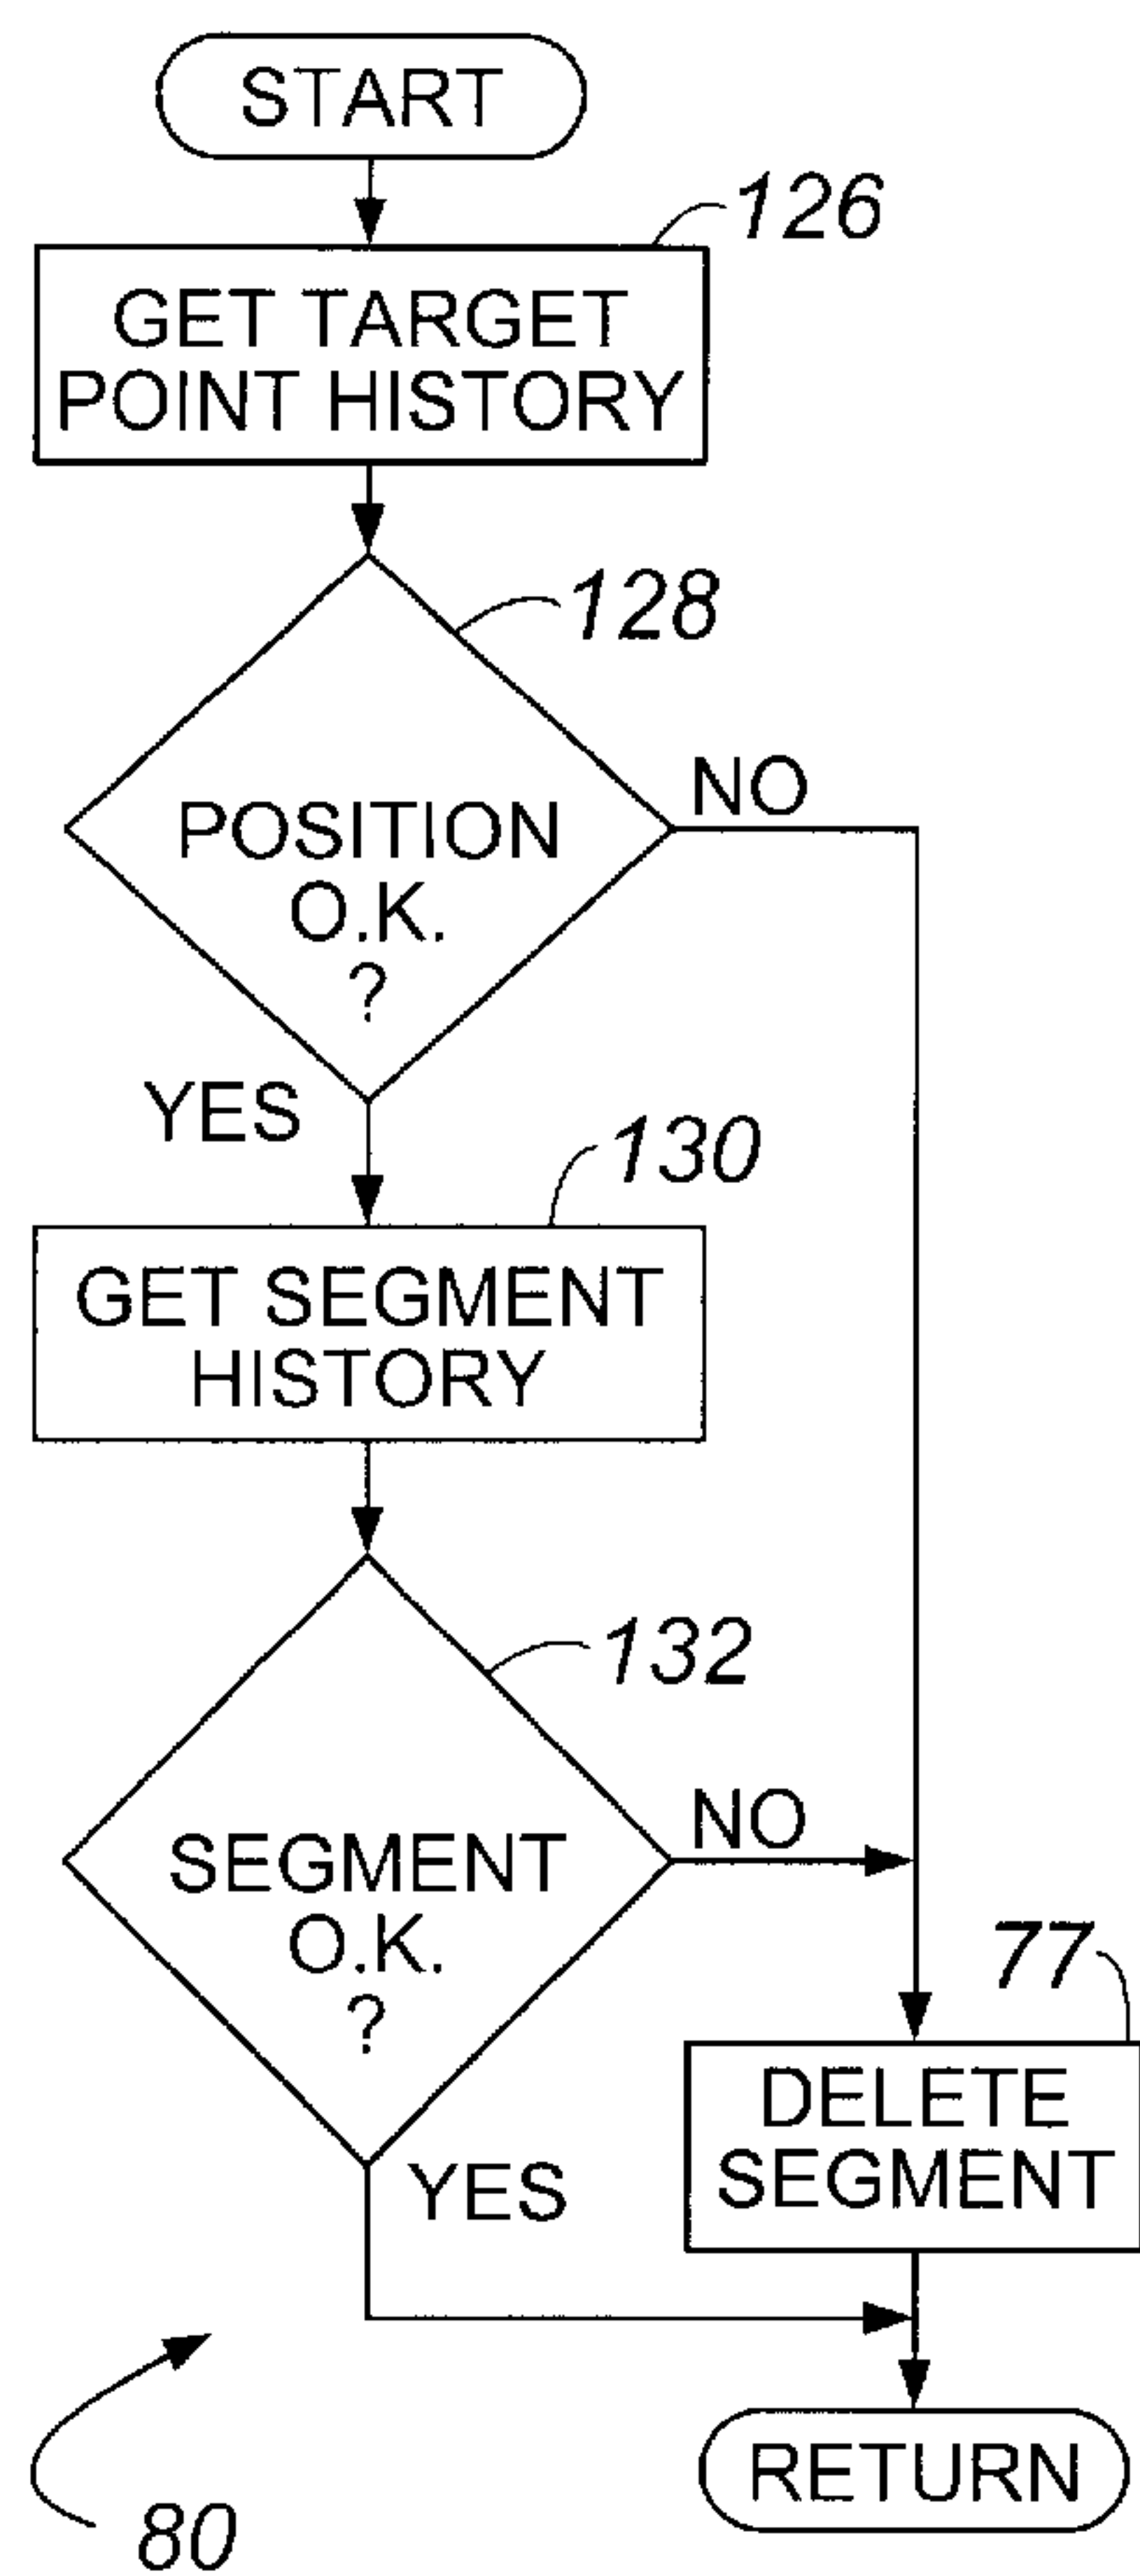 START
126
GET TARGET
POINT HISTORY
128
NO
POSITION
O.K.
?
YES
130
GET SEGMENT
HISTORY
132
NO
SEGMENT
O.K.
?
77
DELETE
SEGMENT
YES
RETURN
80